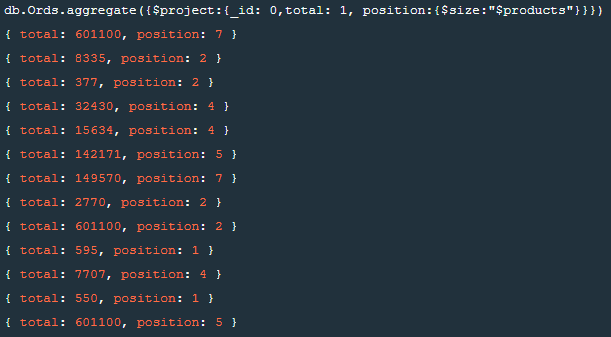 db.Ords.aggregate({$project:{_id: 0,total: 1, position:{$size:"$products"}}})
{ total: 601100, position: 7 }
{ total: 8335, position: 2 }
{ total: 377, position: 2 }
{ total: 32430, position: 4 }
{ total: 15634, position: 4 }
{ total: 142171, position: 5 }
{ total: 149570, position: 7 }
{ total: 2770, position: 2 }
{ total: 601100, position: 2 }
{ total: 595, position: 1 }
{ total: 7707, position: 4 }
{ total: 550, position: 1 }
{ total: 601100, position: 5 }